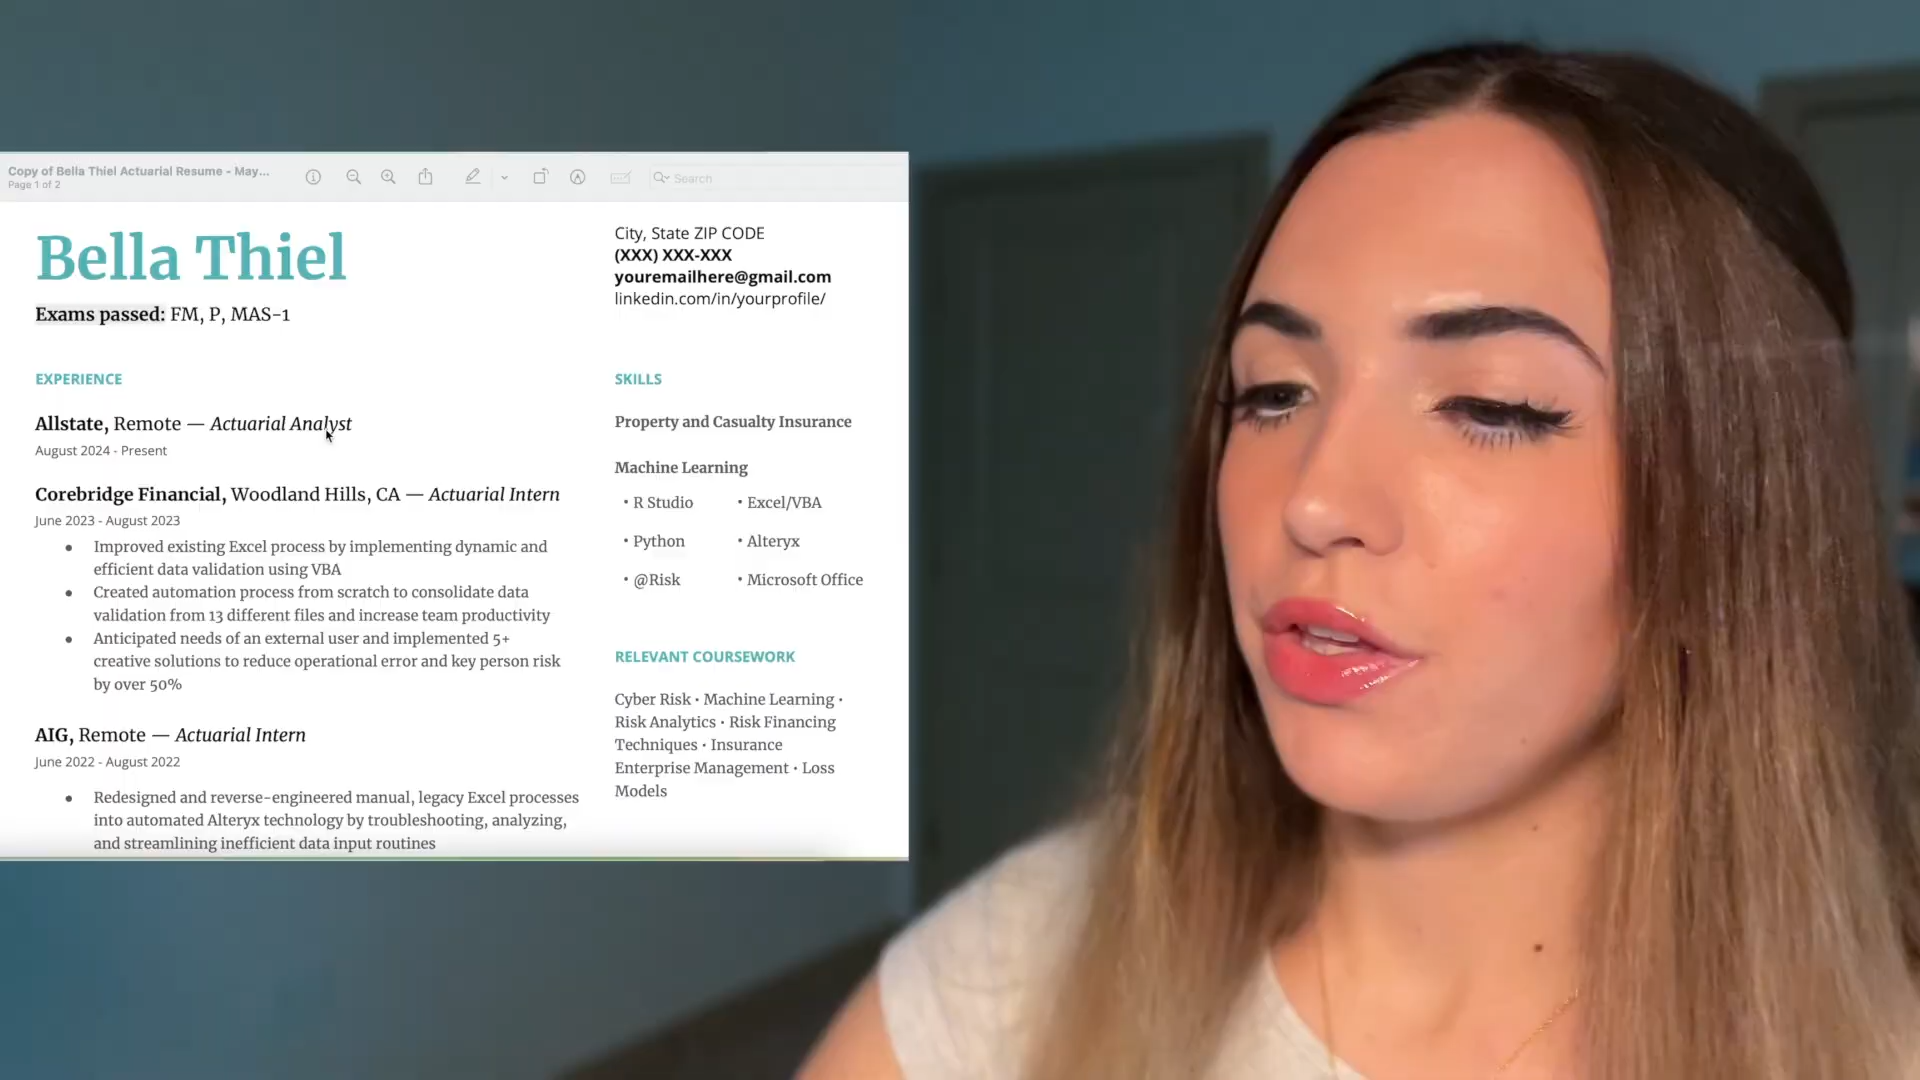 Copy of Bella Thiel Actuarial Resume - May...
Page 1 of 2
Search
Bella Thiel
Exams passed: FM, P, MAS-1
City, State ZIP CODE
(XXX) XXX-XXX
youremailhere@gmail.com
linkedin.com/in/yourprofile/
EXPERIENCE
Allstate, Remote — Actuarial Analyst
August 2024 - Present
Corebridge Financial, Woodland Hills, CA — Actuarial Intern
June 2023 - August 2023
• Improved existing Excel process by implementing dynamic and
efficient data validation using VBA
• Created automation process from scratch to consolidate data
validation from 13 different files and increase team productivity
• Anticipated needs of an external user and implemented 5+
creative solutions to reduce operational error and key person risk
by over 50%
AIG, Remote — Actuarial Intern
June 2022 - August 2022
• Redesigned and reverse-engineered manual, legacy Excel processes
into automated Alteryx technology by troubleshooting, analyzing,
and streamlining inefficient data input routines
SKILLS
Property and Casualty Insurance
Machine Learning
• R Studio • Excel/VBA
• Python • Alteryx
• @Risk • Microsoft Office
RELEVANT COURSEWORK
Cyber Risk • Machine Learning •
Risk Analytics • Risk Financing
Techniques • Insurance
Enterprise Management • Loss
Models